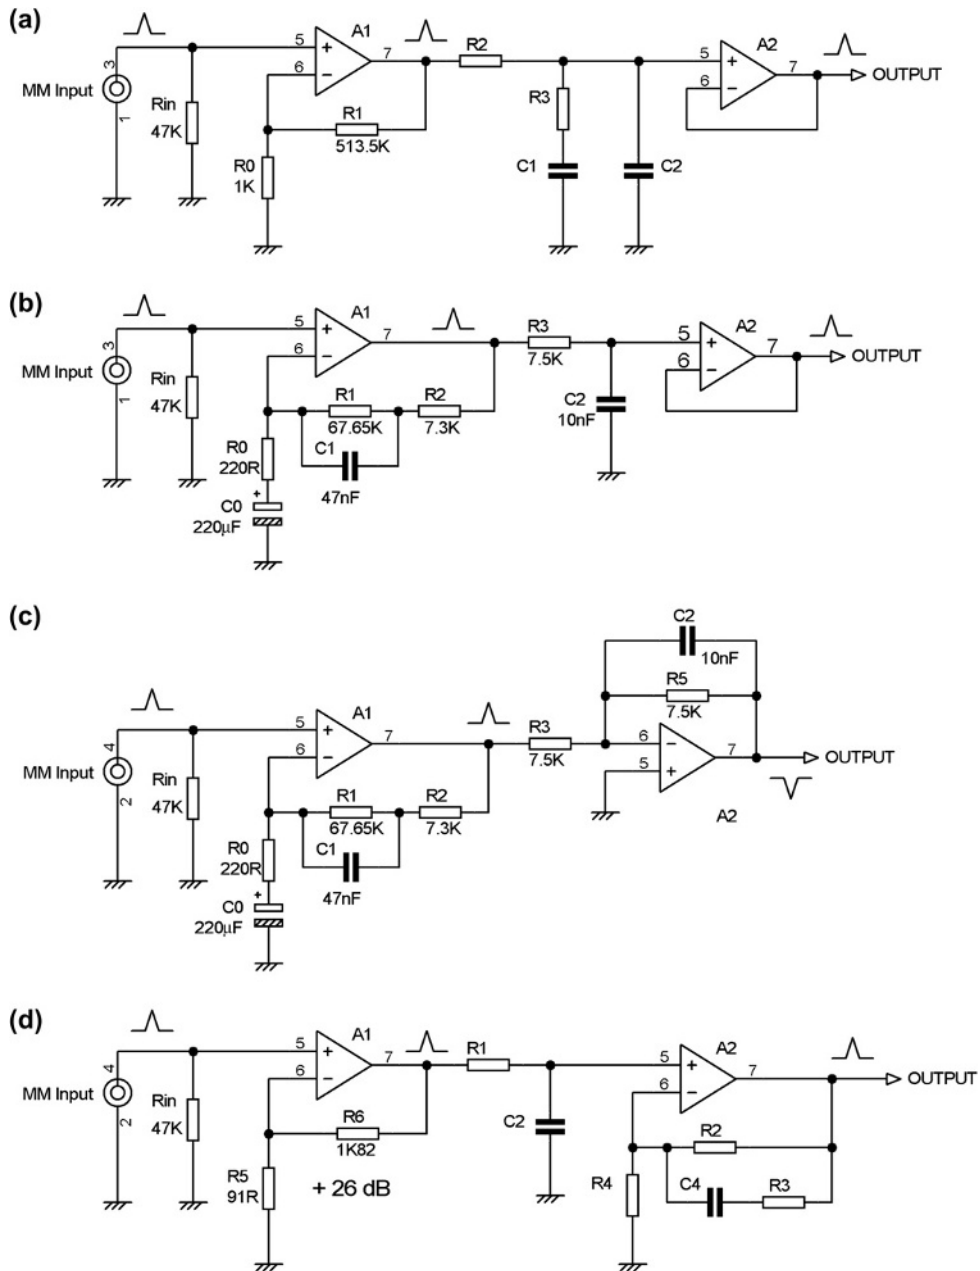 (a)
A1
MM Input
3
1
Rin
47K
5
+
6
−
7
R1
513.5K
R0
1K
R2
R3
C1
C2
5
+
6
−
A2
7
OUTPUT
(b)
A1
MM Input
3
1
Rin
47K
5
+
6
−
7
R1
67.65K
R2
7.3K
C1
47nF
R0
220R
+
C0
220µF
R3
7.5K
C2
10nF
5
+
6
−
A2
7
OUTPUT
(c)
C2
10nF
R5
7.5K
A1
MM Input
4
2
Rin
47K
5
+
6
−
7
R1
67.65K
R2
7.3K
C1
47nF
R0
220R
+
C0
220µF
R3
7.5K
6
−
5
+
7
A2
OUTPUT
(d)
A1
MM Input
4
2
Rin
47K
5
+
6
−
7
R6
1K82
R5
91R
+ 26 dB
R1
C2
5
+
6
−
A2
7
OUTPUT
R2
C4
R3
R4